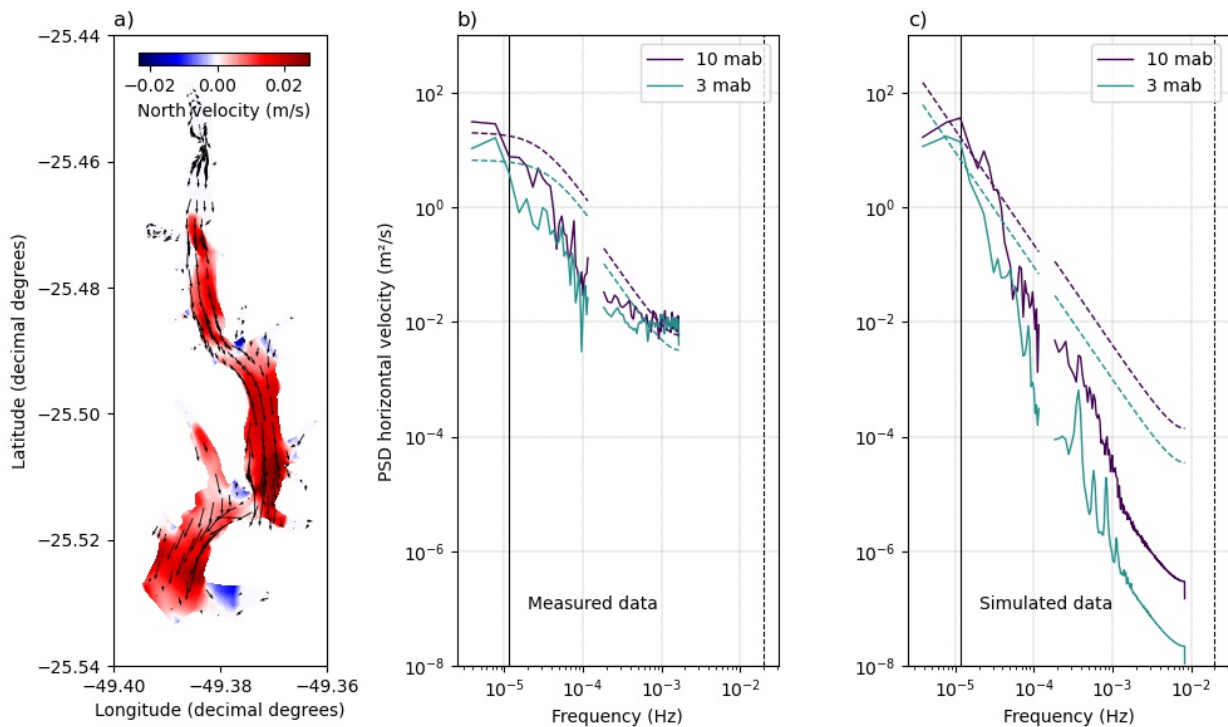 a)
−25.44
−25.46
−25.48
−25.50
−25.52
−25.54
Latitude (decimal degrees)
−0.02 0.00 0.02
North velocity (m/s)
−49.40 −49.38 −49.36
Longitude (decimal degrees)
b)
10 mab
3 mab
10²
10⁰
10⁻²
10⁻⁴
10⁻⁶
10⁻⁸
PSD horizontal velocity (m²/s)
Measured data
10⁻⁵ 10⁻⁴ 10⁻³ 10⁻²
Frequency (Hz)
c)
10 mab
3 mab
10²
10⁰
10⁻²
10⁻⁴
10⁻⁶
10⁻⁸
Simulated data
10⁻⁵ 10⁻⁴ 10⁻³ 10⁻²
Frequency (Hz)